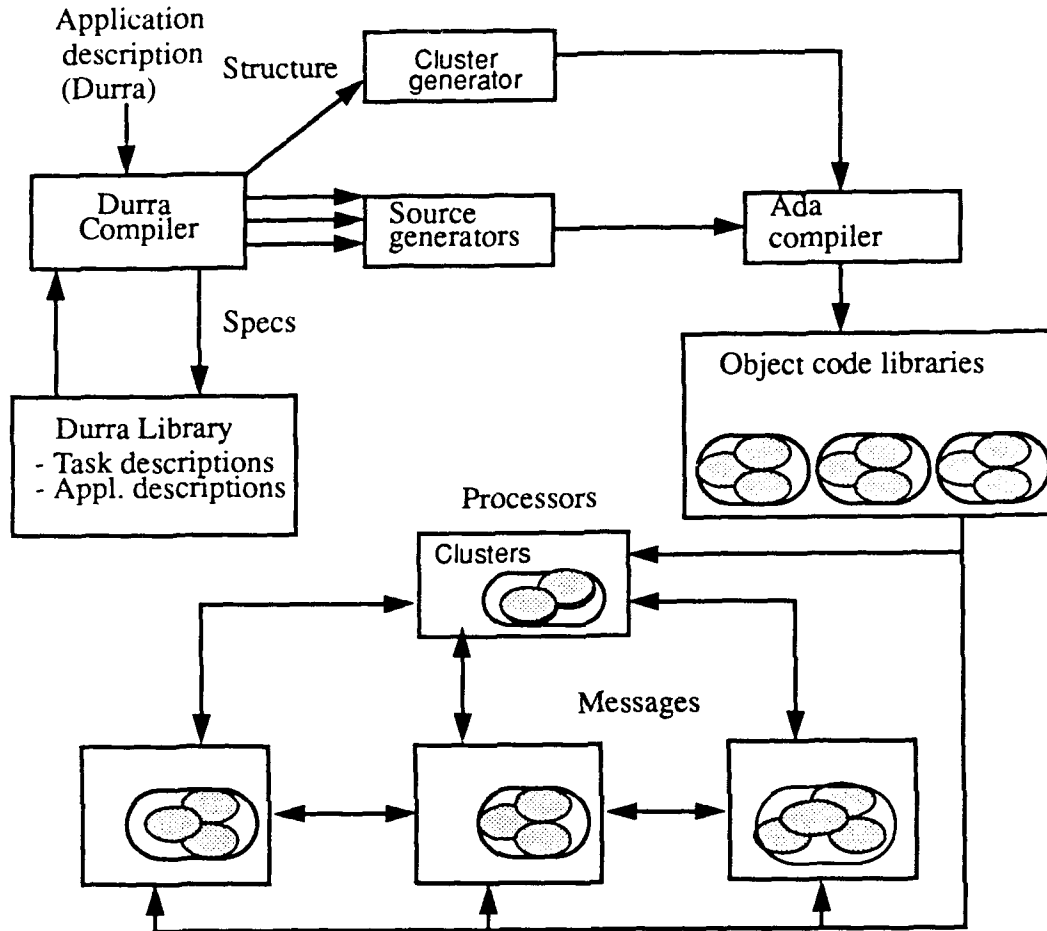 Application
description
(Durra)
Structure
Cluster
generator
Durra
Compiler
Source
generators
Ada
compiler
Specs
Object code libraries
Durra Library
- Task descriptions
- Appl. descriptions
Processors
Clusters
Messages